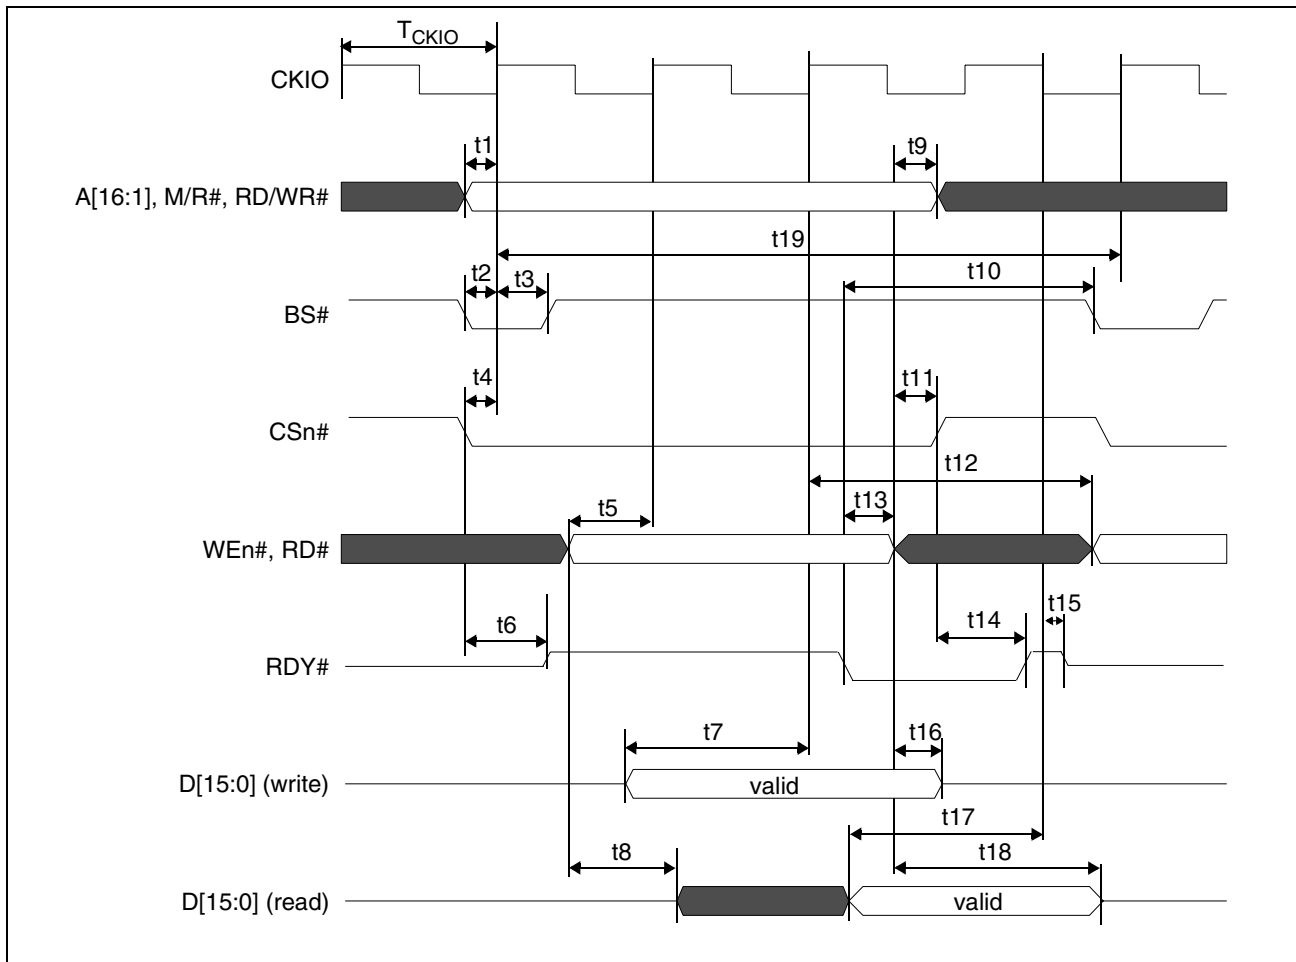 TCKIO
CKIO
t1
t9
A[16:1], M/R#, RD/WR#
t19
t2 t3 t10
BS#
t4 t11
CSn#
t12
t5 t13
WEn#, RD#
t6 t14 t15
RDY#
t7 t16
D[15:0] (write) valid
t17
t8 t18
D[15:0] (read) valid